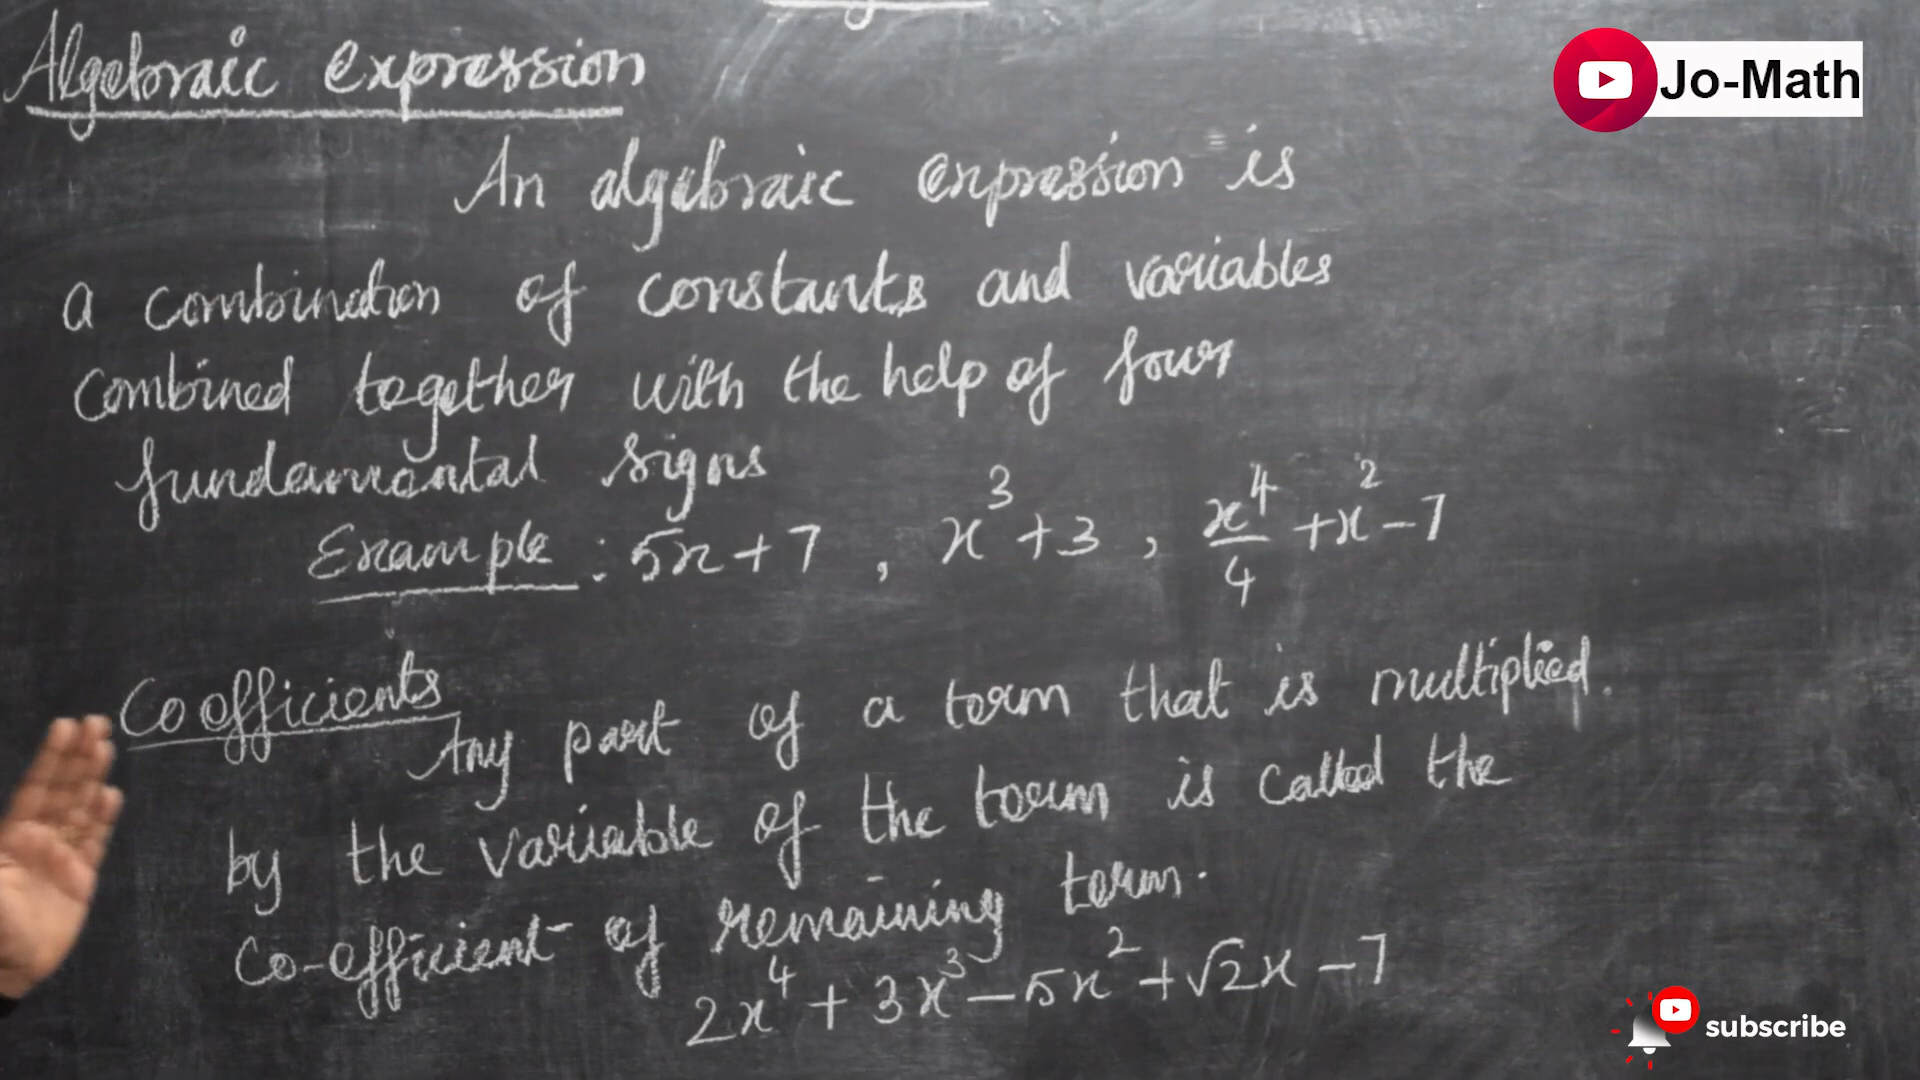 Algebraic expression
Jo-Math
An algebraic expression is
a combination of constants and variables
combined together with the help of four
fundamental signs
Example : 5x + 7 , x³ + 3 , x⁴/4 + x² - 7
Coefficients
Any part of a term that is multiplied.
by the variable of the term is called the
Co-efficient of remaining term.
2x⁴ + 3x³ - 5x² + √2x - 7
subscribe